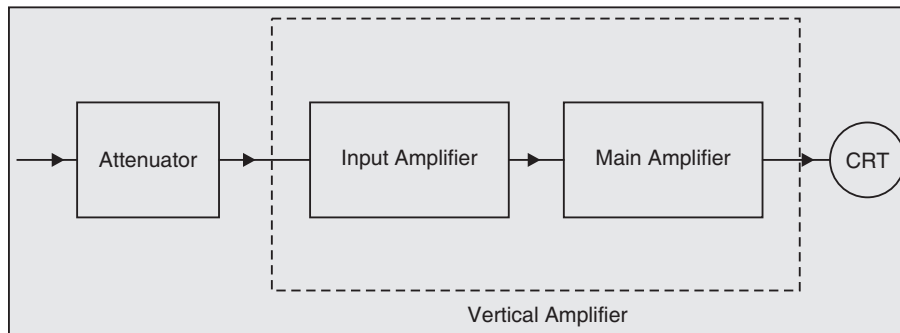 Attenuator
Input Amplifier
Main Amplifier
CRT
Vertical Amplifier